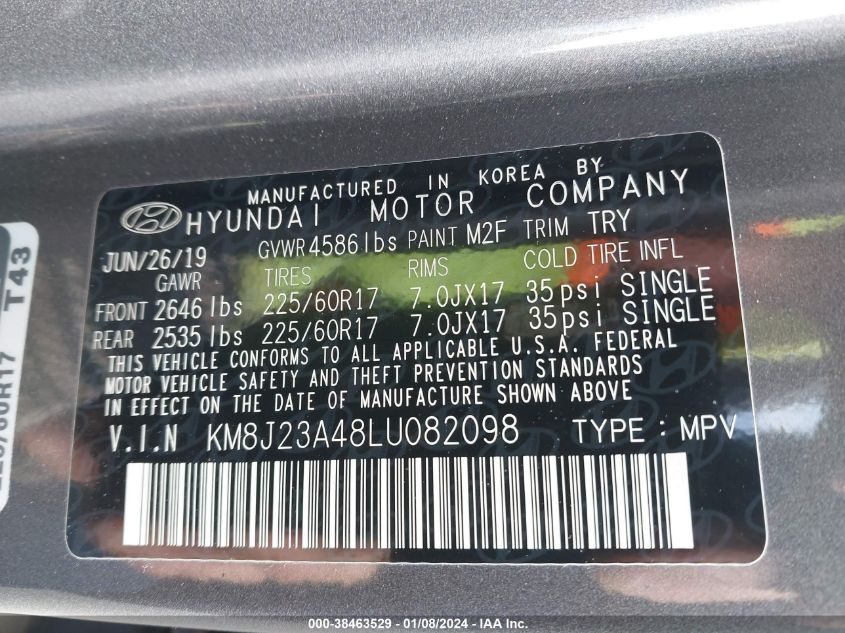 MANUFACTURED IN KOREA BY
HYUNDAI MOTOR COMPANY
JUN/26/19 GVWR 4586 lbs PAINT M2F TRIM TRY
GAWR TIRES RIMS COLD TIRE INFL
FRONT 2646 lbs 225/60R17 7.0JX17 35psi SINGLE
REAR 2535 lbs 225/60R17 7.0JX17 35psi SINGLE
THIS VEHICLE CONFORMS TO ALL APPLICABLE U.S.A. FEDERAL
MOTOR VEHICLE SAFETY AND THEFT PREVENTION STANDARDS
IN EFFECT ON THE DATE OF MANUFACTURE SHOWN ABOVE
V.I.N KM8J23A48LU082098 TYPE : MPV
T43
000-38463529 - 01/08/2024 - IAA Inc.